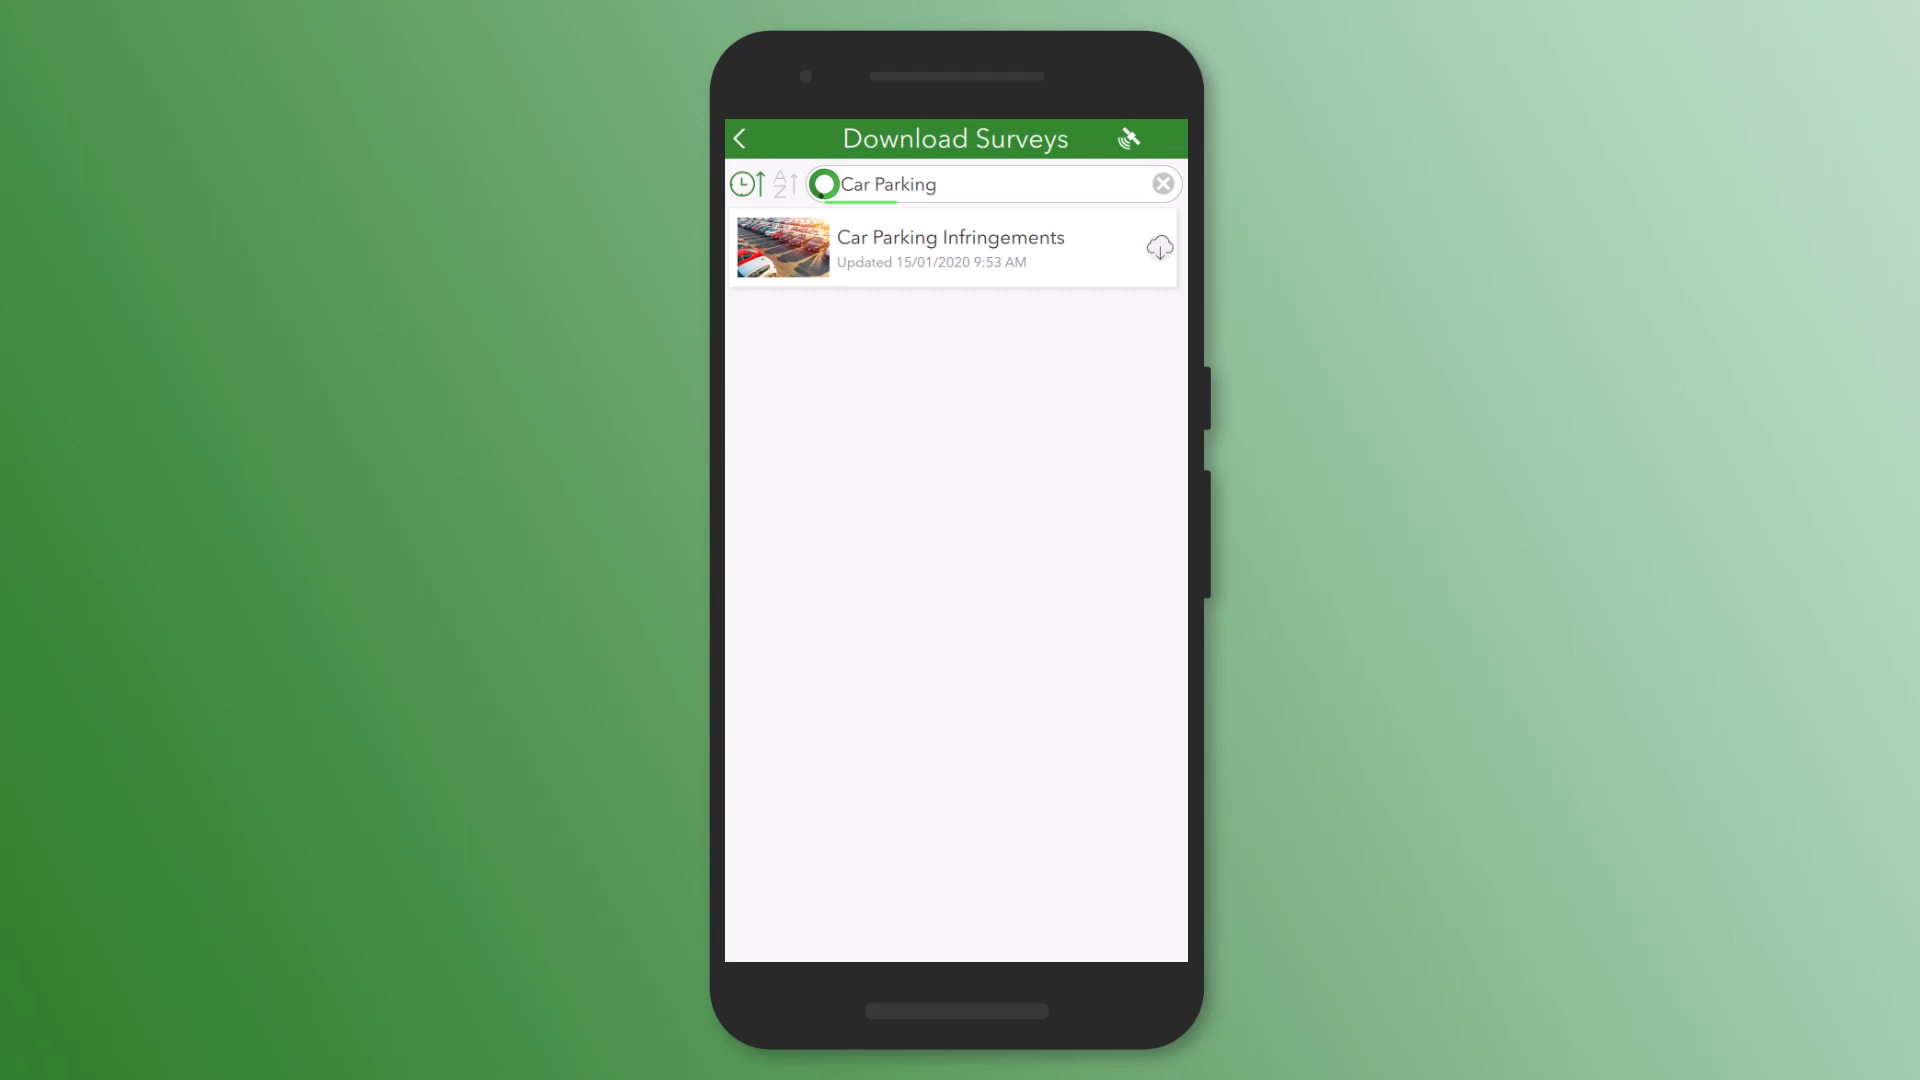 Download Surveys
A
Z
Car Parking
Car Parking Infringements
Updated 15/01/2020 9:53 AM